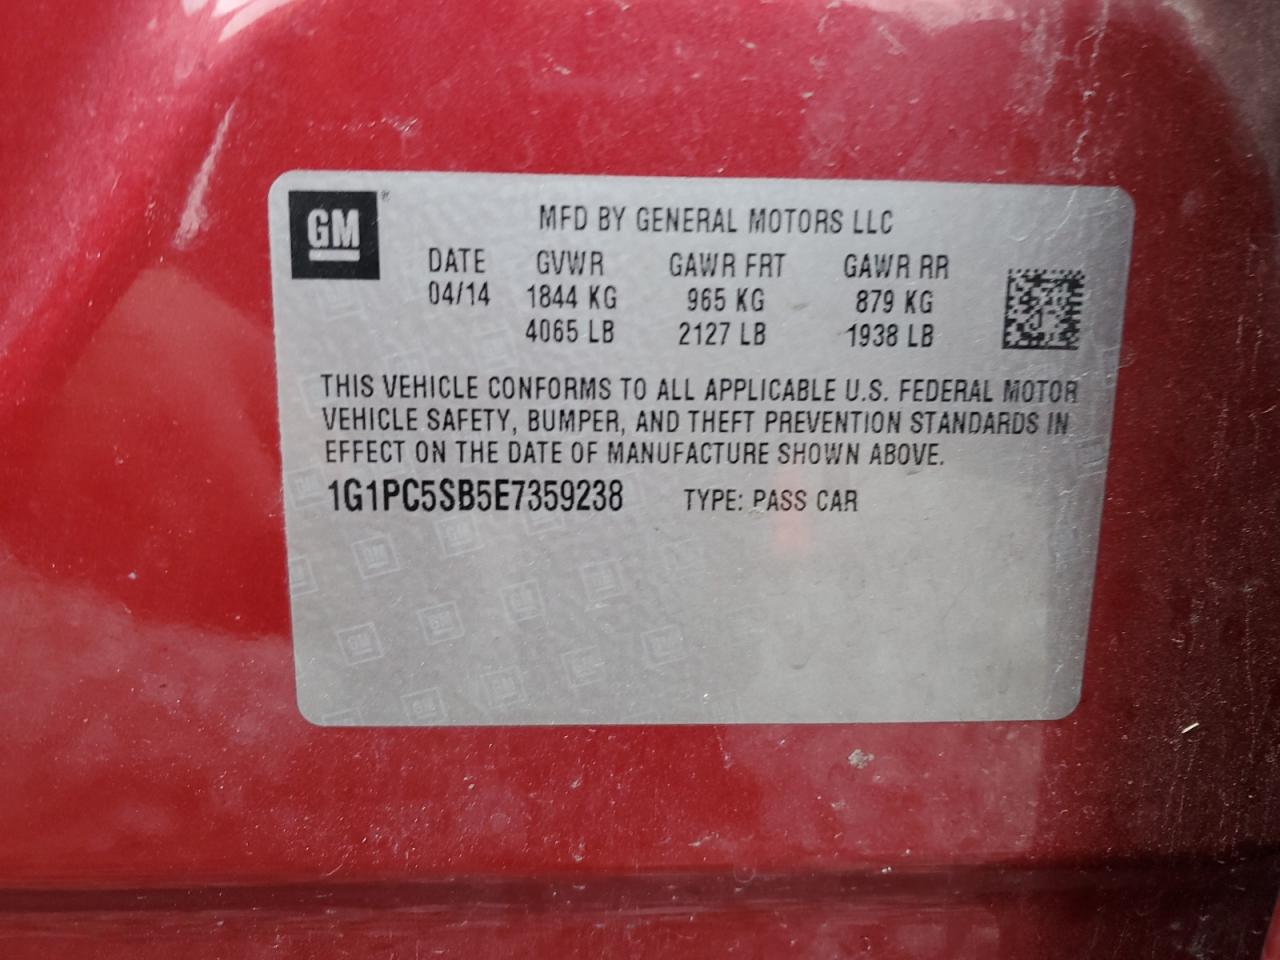 GM ®
MFD BY GENERAL MOTORS LLC
DATE GVWR GAWR FRT GAWR RR
04/14 1844 KG 965 KG 879 KG
4065 LB 2127 LB 1938 LB
THIS VEHICLE CONFORMS TO ALL APPLICABLE U.S. FEDERAL MOTOR
VEHICLE SAFETY, BUMPER, AND THEFT PREVENTION STANDARDS IN
EFFECT ON THE DATE OF MANUFACTURE SHOWN ABOVE.
1G1PC5SB5E7359238 TYPE: PASS CAR